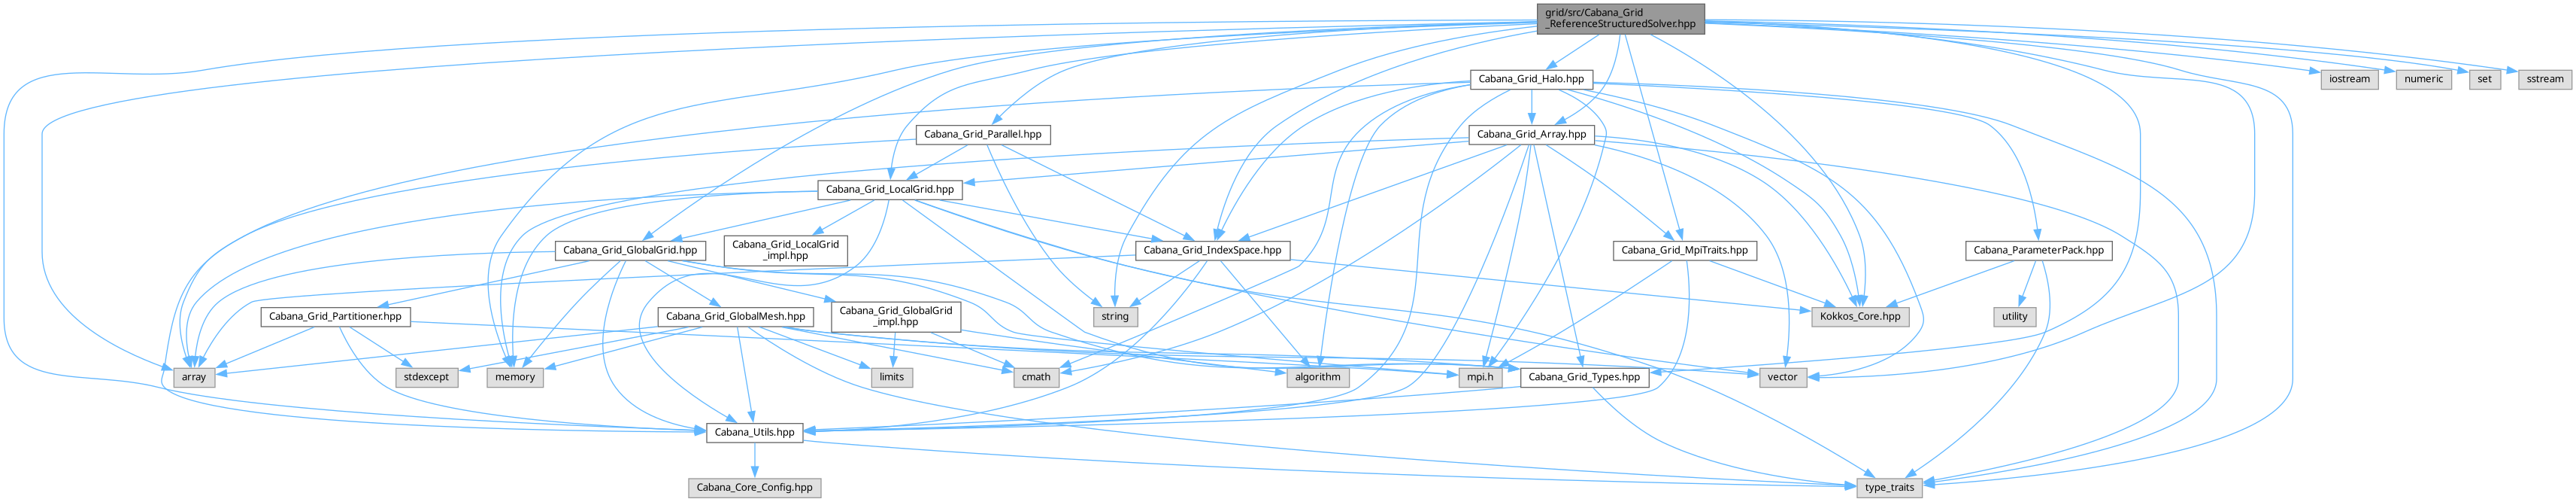 grid/src/Cabana_Grid
_ReferenceStructuredSolver.hpp
Cabana_Grid_Halo.hpp
iostream
numeric
set
sstream
Cabana_Grid_Parallel.hpp
Cabana_Grid_Array.hpp
Cabana_Grid_LocalGrid.hpp
Cabana_Grid_GlobalGrid.hpp
Cabana_Grid_LocalGrid
_impl.hpp
Cabana_Grid_IndexSpace.hpp
Cabana_Grid_MpiTraits.hpp
Cabana_ParameterPack.hpp
Cabana_Grid_Partitioner.hpp
Cabana_Grid_GlobalMesh.hpp
Cabana_Grid_GlobalGrid
_impl.hpp
string
Kokkos_Core.hpp
utility
array
stdexcept
memory
limits
cmath
algorithm
mpi.h
Cabana_Grid_Types.hpp
vector
Cabana_Utils.hpp
Cabana_Core_Config.hpp
type_traits